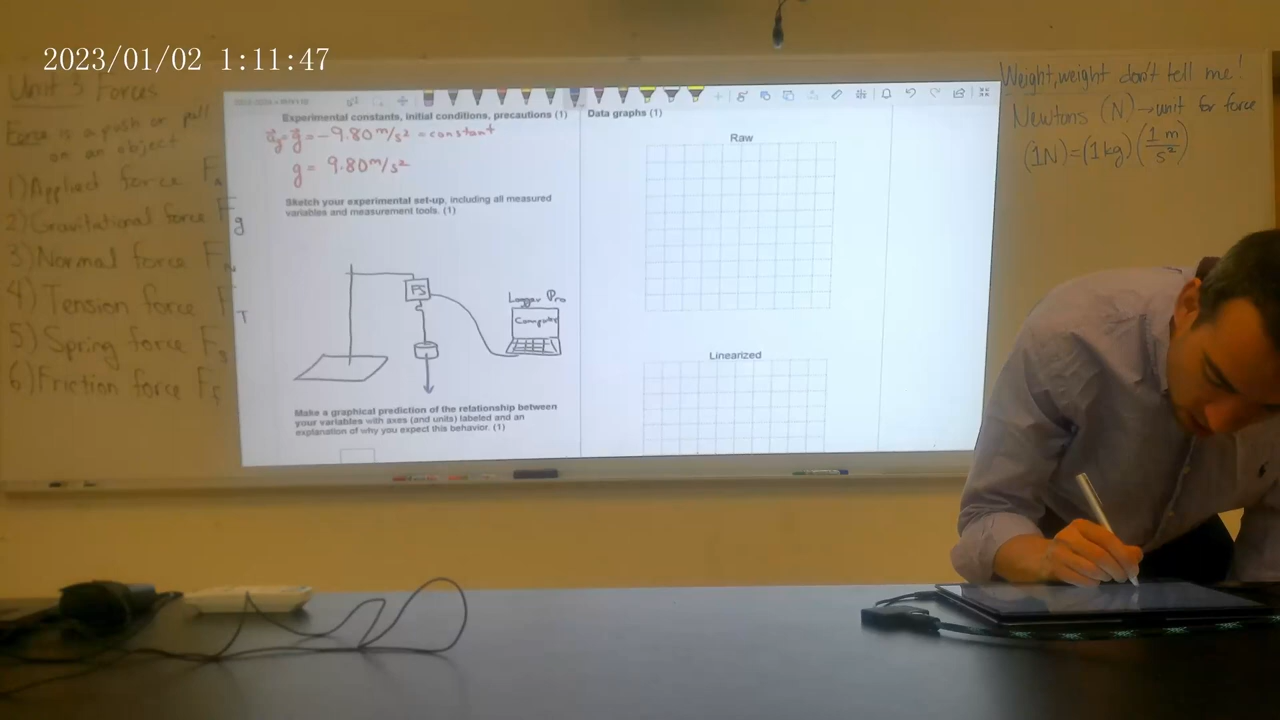 2023/01/02 1:11:47
Unit 3 Forces
Force is a push or pull
on an object
1) Applied force F
2) Gravitational force Fg
3) Normal force FN
4) Tension force FT
5) Spring force Fs
6) Friction force Ff
Experimental constants, initial conditions, precautions (1)
= g = -9.80 m/s² = constant
g = 9.80 m/s²
Sketch your experimental set-up, including all measured
variables and measurement tools. (1)
FS
Logger Pro
Computer
Make a graphical prediction of the relationship between
your variables with axes (and units) labeled and an
explanation of why you expect this behavior. (1)
Data graphs (1)
Raw
Linearized
Weight, weight don't tell me!
Newtons (N) → unit for force
(1N) = (1 kg) (1 m / s²)